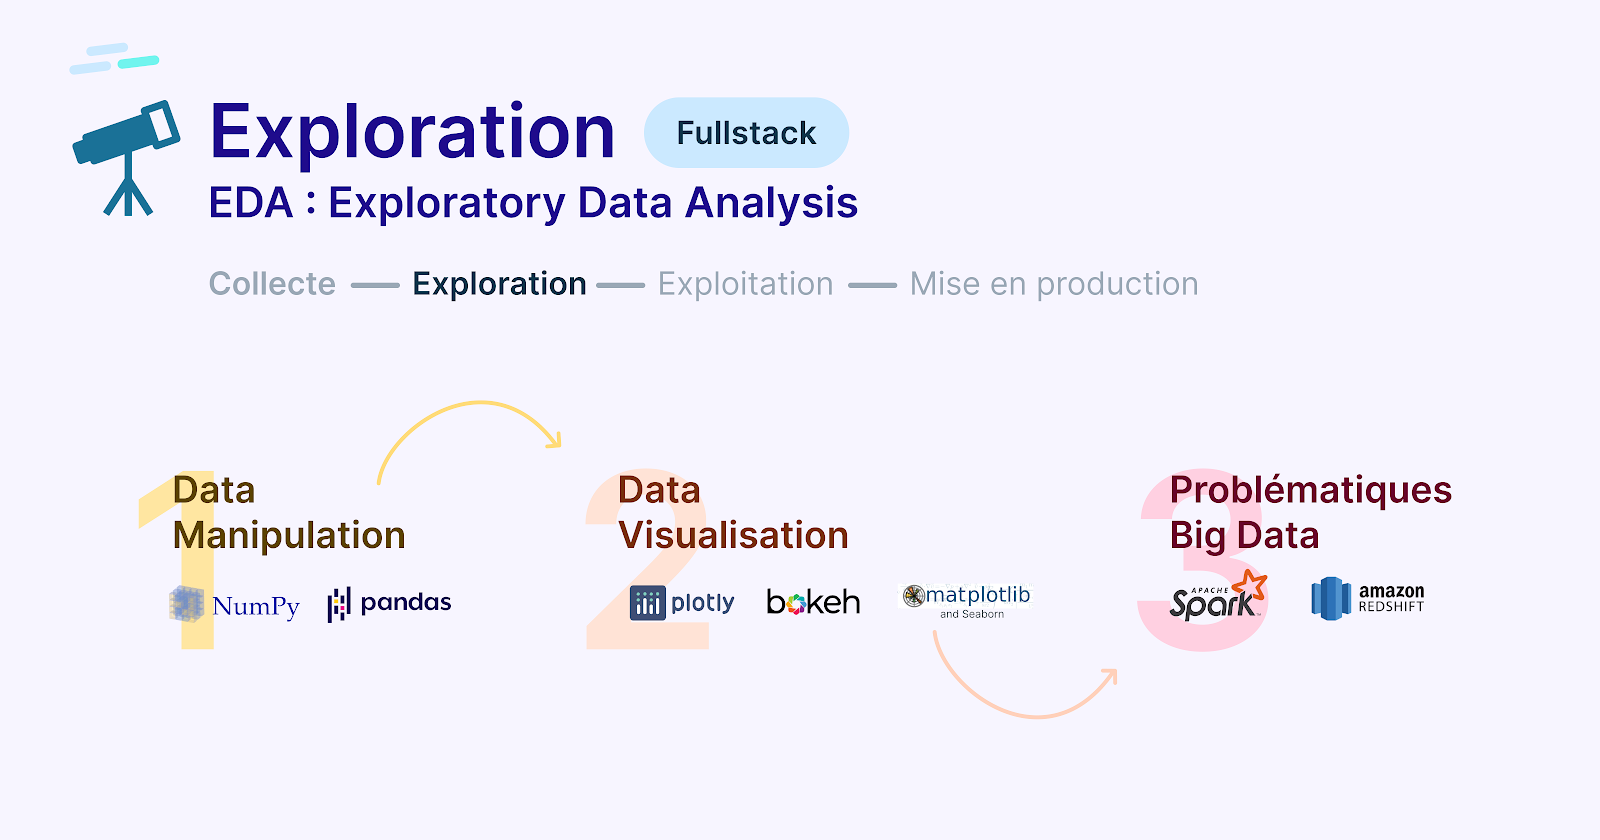 Exploration
Fullstack
EDA : Exploratory Data Analysis
Collecte — Exploration — Exploitation — Mise en production
1
Data
Manipulation
NumPy
pandas
2
Data
Visualisation
plotly
bokeh
matplotlib
and Seaborn
3
Problématiques
Big Data
APACHE
Spark™
amazon
REDSHIFT